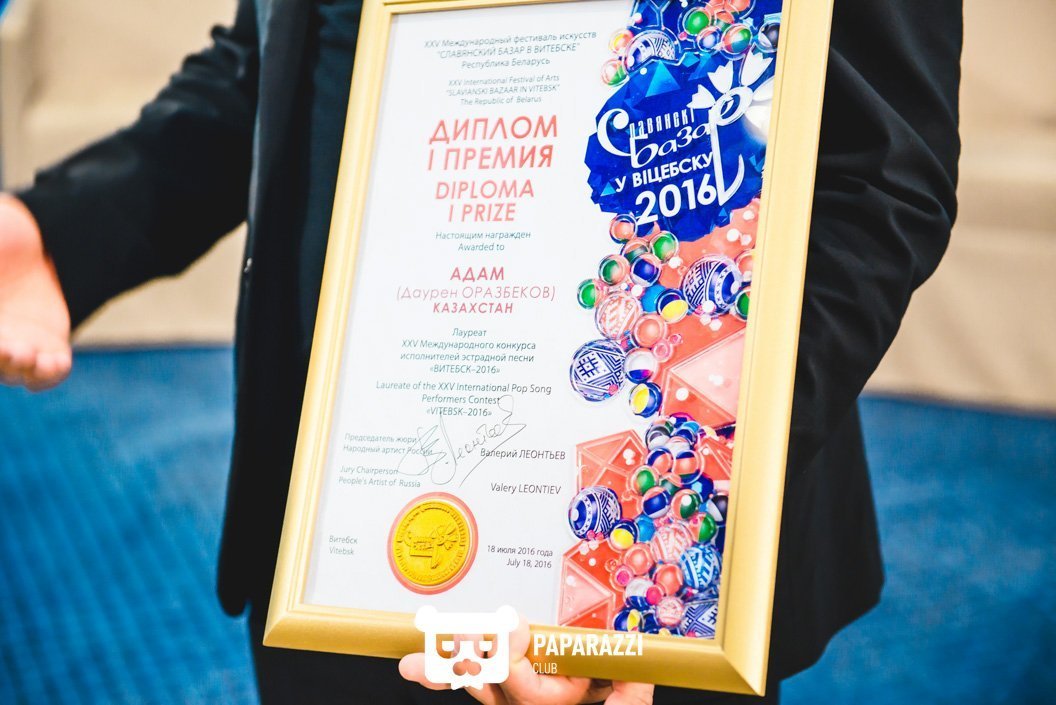 XXV Международный фестиваль искусств
"СЛАВЯНСКИЙ БАЗАР В ВИТЕБСКЕ"
Республика Беларусь
XXV International Festival of Arts
"SLAVIANSKI BAZAAR IN VITEBSK"
The Republic of Belarus
ДИПЛОМ
I ПРЕМИЯ
DIPLOMA
I PRIZE
Настоящим награжден
Awarded to
АДАМ
(Даурен ОРАЗБЕКОВ)
КАЗАХСТАН
Лауреат
XXV Международного конкурса
исполнителей эстрадной песни
«ВИТЕБСК–2016»
Laureate of the XXV International Pop Song
Performers Contest
«VITEBSK–2016»
Председатель жюри
Народный артист России
Валерий ЛЕОНТЬЕВ
Jury Chairperson
People's Artist of Russia
Valery LEONTIEV
Витебск
Vitebsk
18 июля 2016 года
July 18, 2016
Славянскі
базар
у Віцебску
2016
PAPARAZZI
CLUB